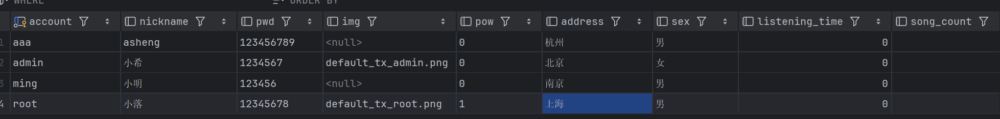 WHERE ORDER BY
account nickname pwd img pow address sex listening_time song_count
1 aaa asheng 123456789 <null> 0 杭州 男 0
2 admin 小希 1234567 default_tx_admin.png 0 北京 女 0
3 ming 小明 123456 <null> 0 南京 男 0
4 root 小落 12345678 default_tx_root.png 1 上海 男 0